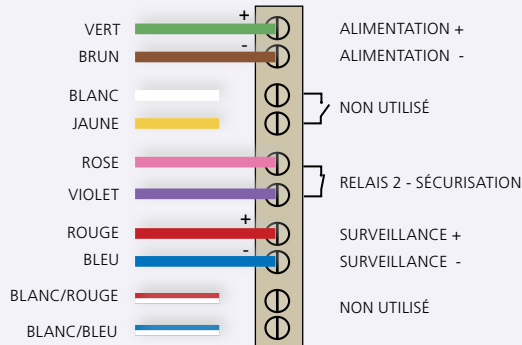 VERT + ALIMENTATION +
BRUN - ALIMENTATION -
BLANC
JAUNE
NON UTILISÉ
ROSE
VIOLET
RELAIS 2 - SÉCURISATION
ROUGE + SURVEILLANCE +
BLEU - SURVEILLANCE -
BLANC/ROUGE
BLANC/BLEU
NON UTILISÉ